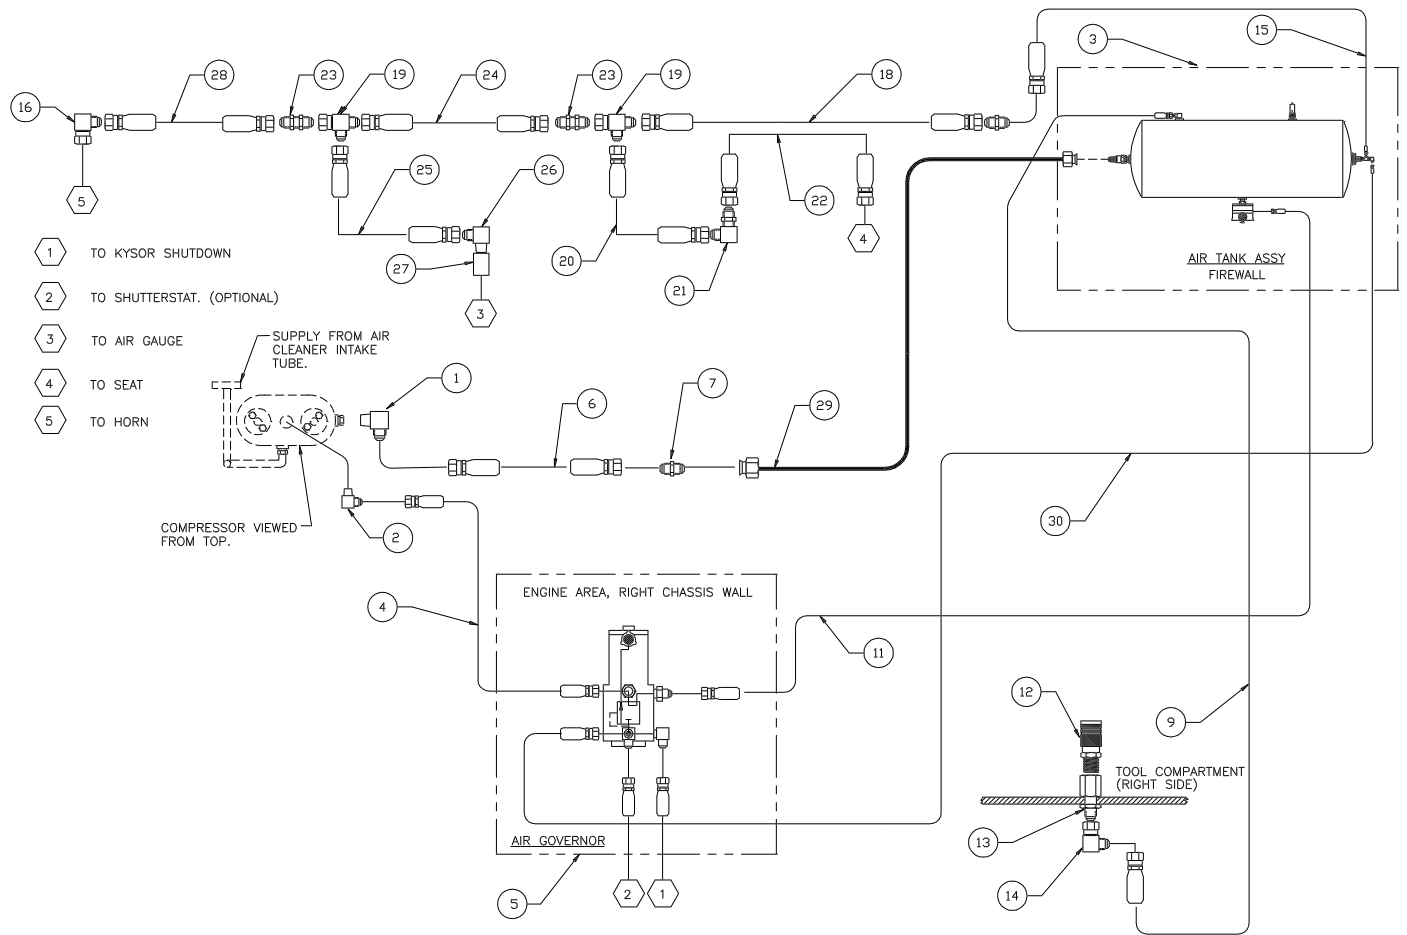 3
15
28
23
19
24
23
19
18
16
25
26
22
5
4
20
27
21
3
AIR TANK ASSY
FIREWALL
1 TO KYSOR SHUTDOWN
2 TO SHUTTERSTAT. (OPTIONAL)
3 TO AIR GAUGE
4 TO SEAT
5 TO HORN
SUPPLY FROM AIR
CLEANER INTAKE
TUBE.
1
7
6
29
COMPRESSOR VIEWED
FROM TOP.
2
30
4
ENGINE AREA, RIGHT CHASSIS WALL
11
12
9
TOOL COMPARTMENT
(RIGHT SIDE)
13
AIR GOVERNOR
14
5
2
1